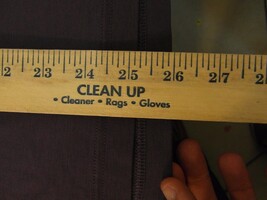 2 23 24 25 26 27 2
CLEAN UP
• Cleaner • Rags • Gloves